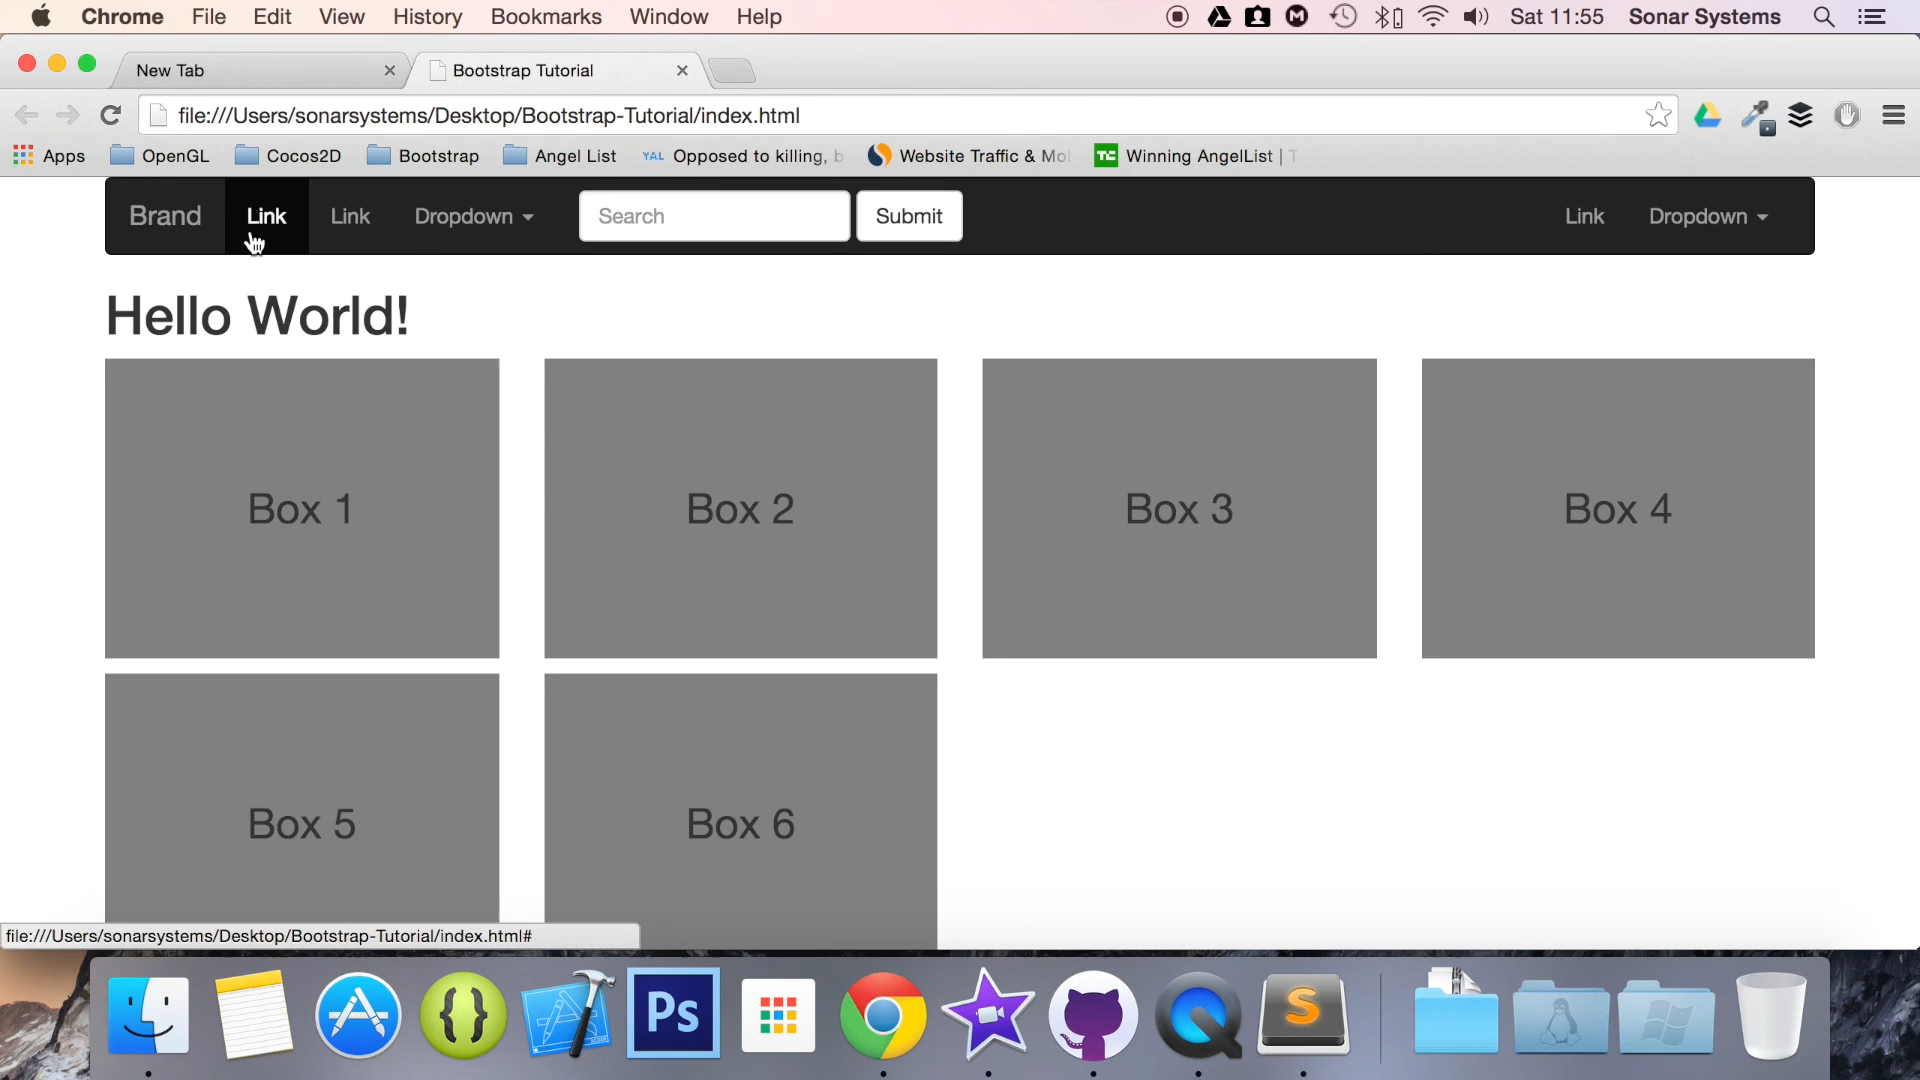 Chrome File Edit View History Bookmarks Window Help Sat 11:55 Sonar Systems
New Tab Bootstrap Tutorial
file:///Users/sonarsystems/Desktop/Bootstrap-Tutorial/index.html
Apps OpenGL Cocos2D Bootstrap Angel List YAL Opposed to killing, b Website Traffic & Mo TC Winning AngelList | T
Brand Link Link Dropdown Search Submit Link Dropdown
Hello World!
Box 1 Box 2 Box 3 Box 4
Box 5 Box 6
file:///Users/sonarsystems/Desktop/Bootstrap-Tutorial/index.html#
{} Ps S